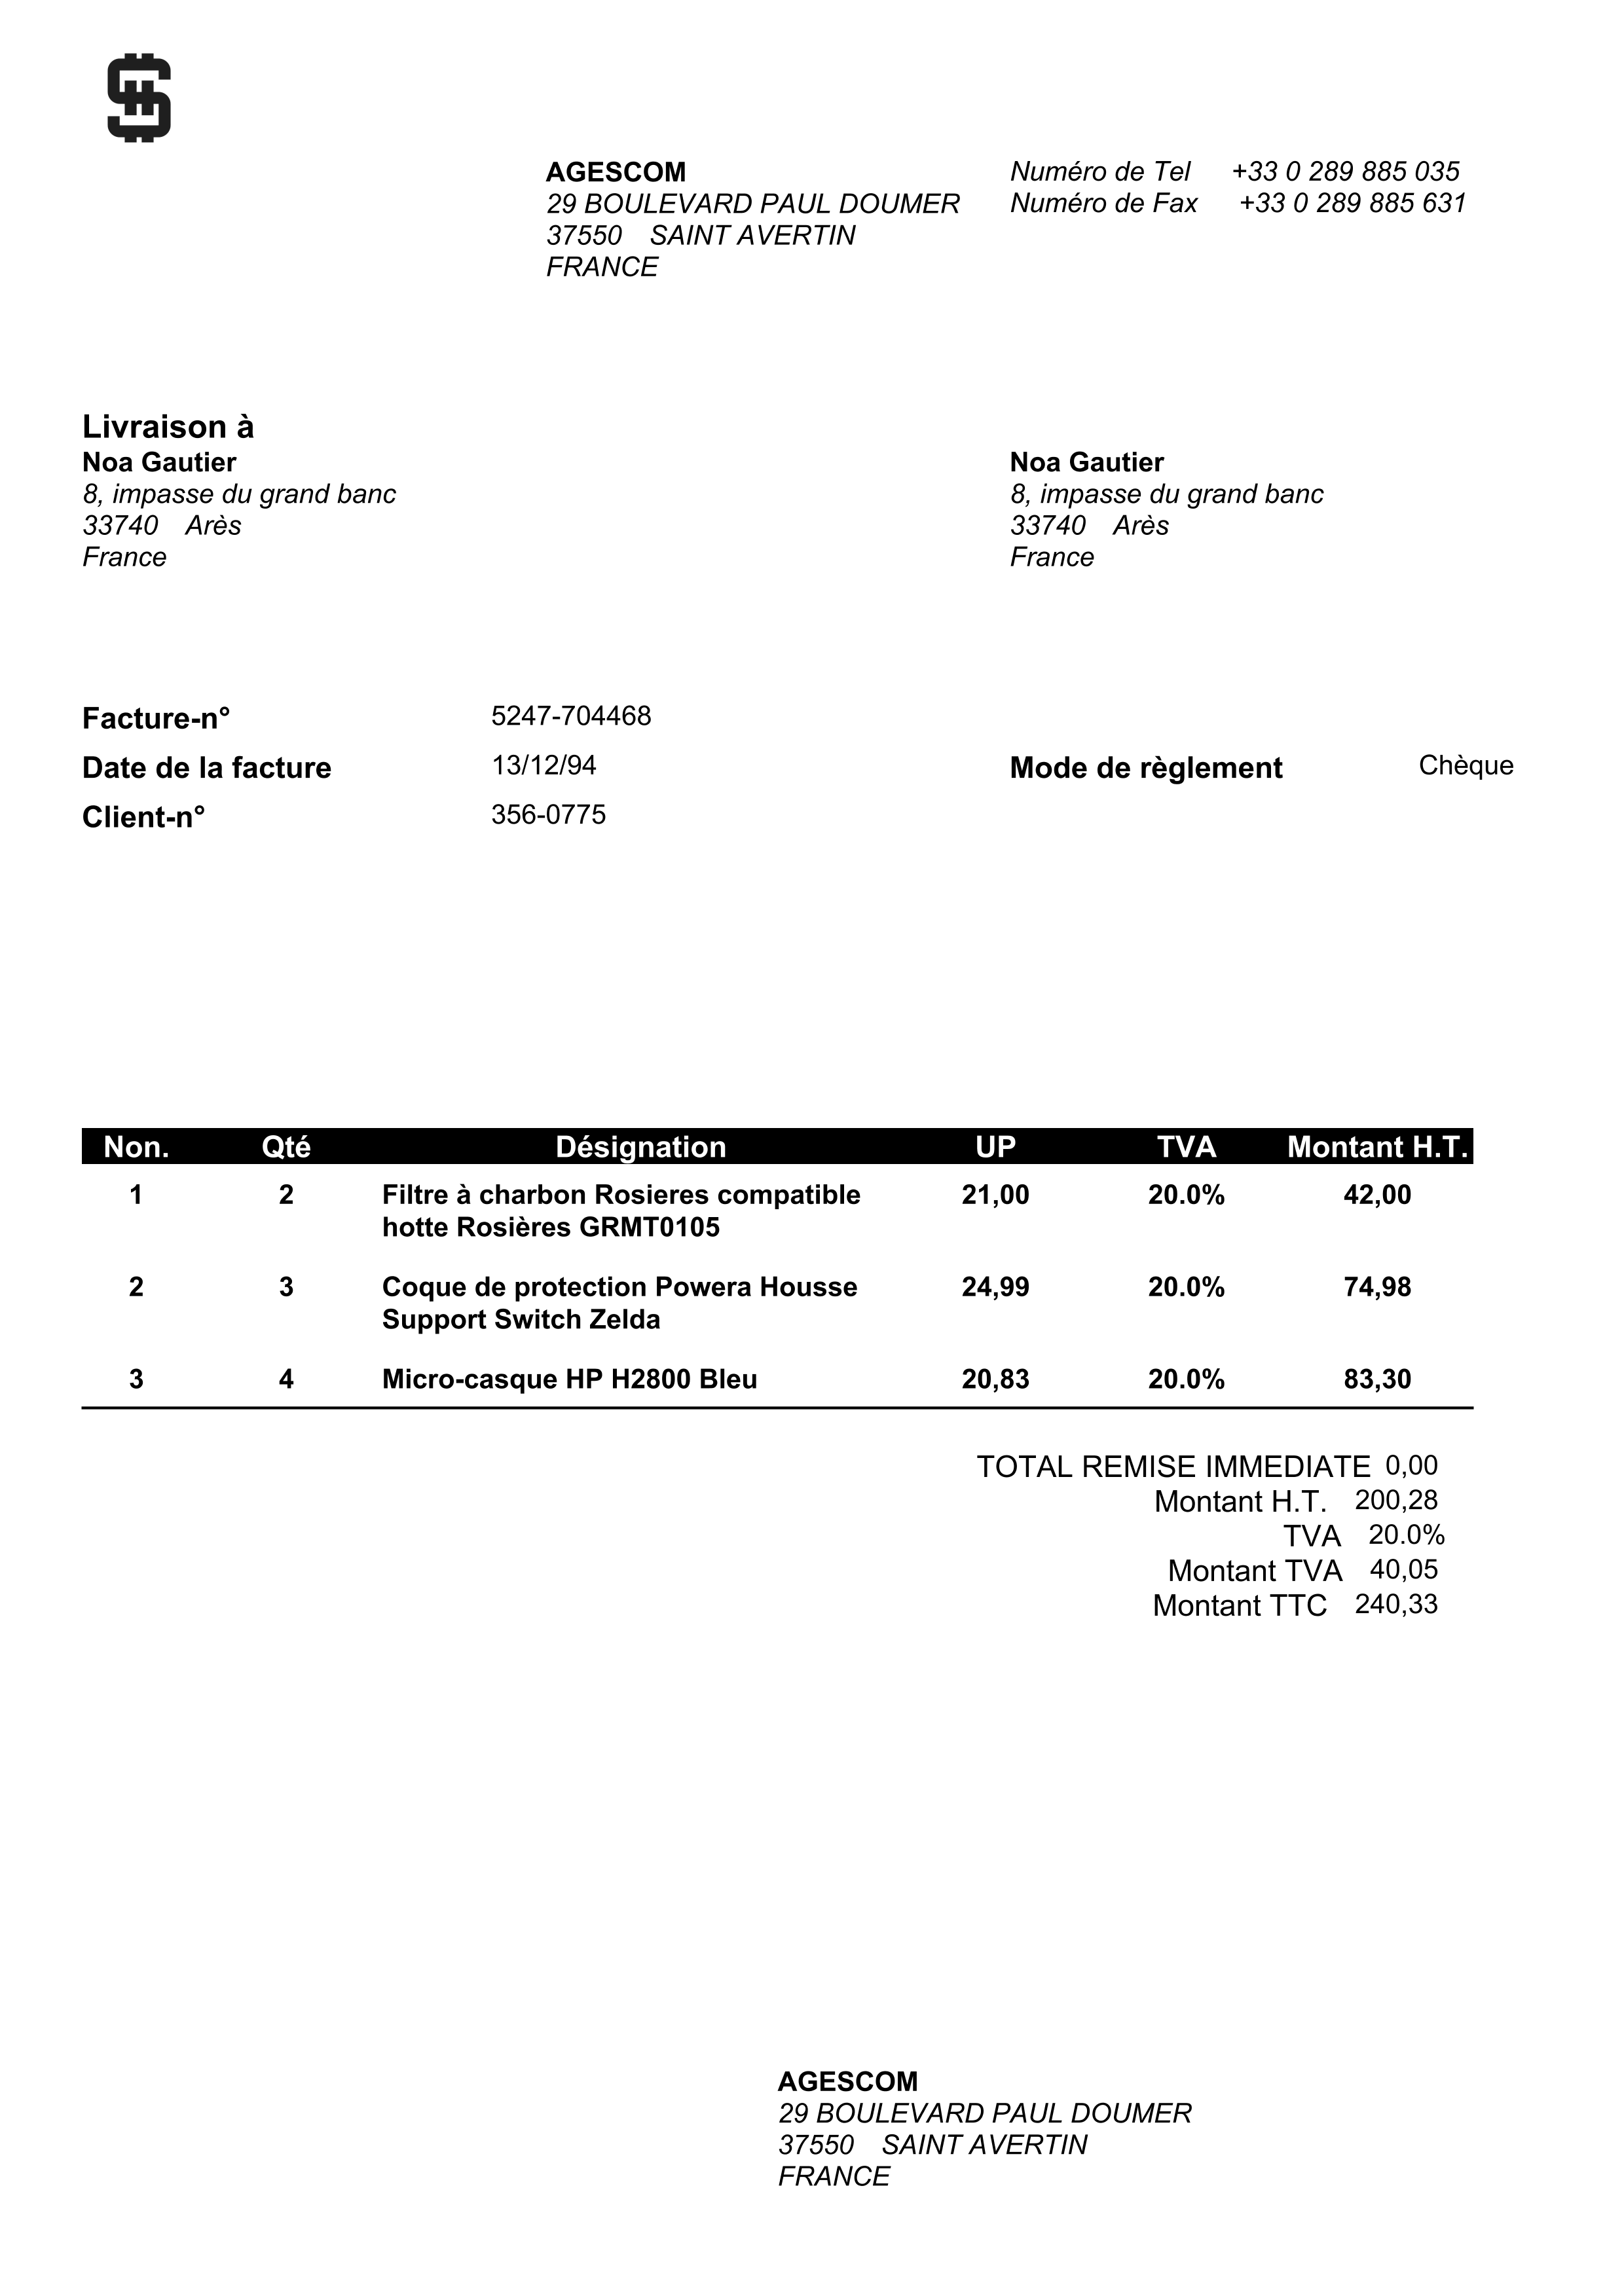 AGESCOM
29 BOULEVARD PAUL DOUMER
37550 SAINT AVERTIN
FRANCE
Numéro de Tel +33 0 289 885 035
Numéro de Fax +33 0 289 885 631
Livraison à
Noa Gautier
8, impasse du grand banc
33740 Arès
France
Noa Gautier
8, impasse du grand banc
33740 Arès
France
Facture-n° 5247-704468
Date de la facture 13/12/94
Client-n° 356-0775
Mode de règlement Chèque
Non. Qté Désignation UP TVA Montant H.T.
1 2 Filtre à charbon Rosieres compatible 21,00 20.0% 42,00
hotte Rosières GRMT0105
2 3 Coque de protection Powera Housse 24,99 20.0% 74,98
Support Switch Zelda
3 4 Micro-casque HP H2800 Bleu 20,83 20.0% 83,30
TOTAL REMISE IMMEDIATE 0,00
Montant H.T. 200,28
TVA 20.0%
Montant TVA 40,05
Montant TTC 240,33
AGESCOM
29 BOULEVARD PAUL DOUMER
37550 SAINT AVERTIN
FRANCE